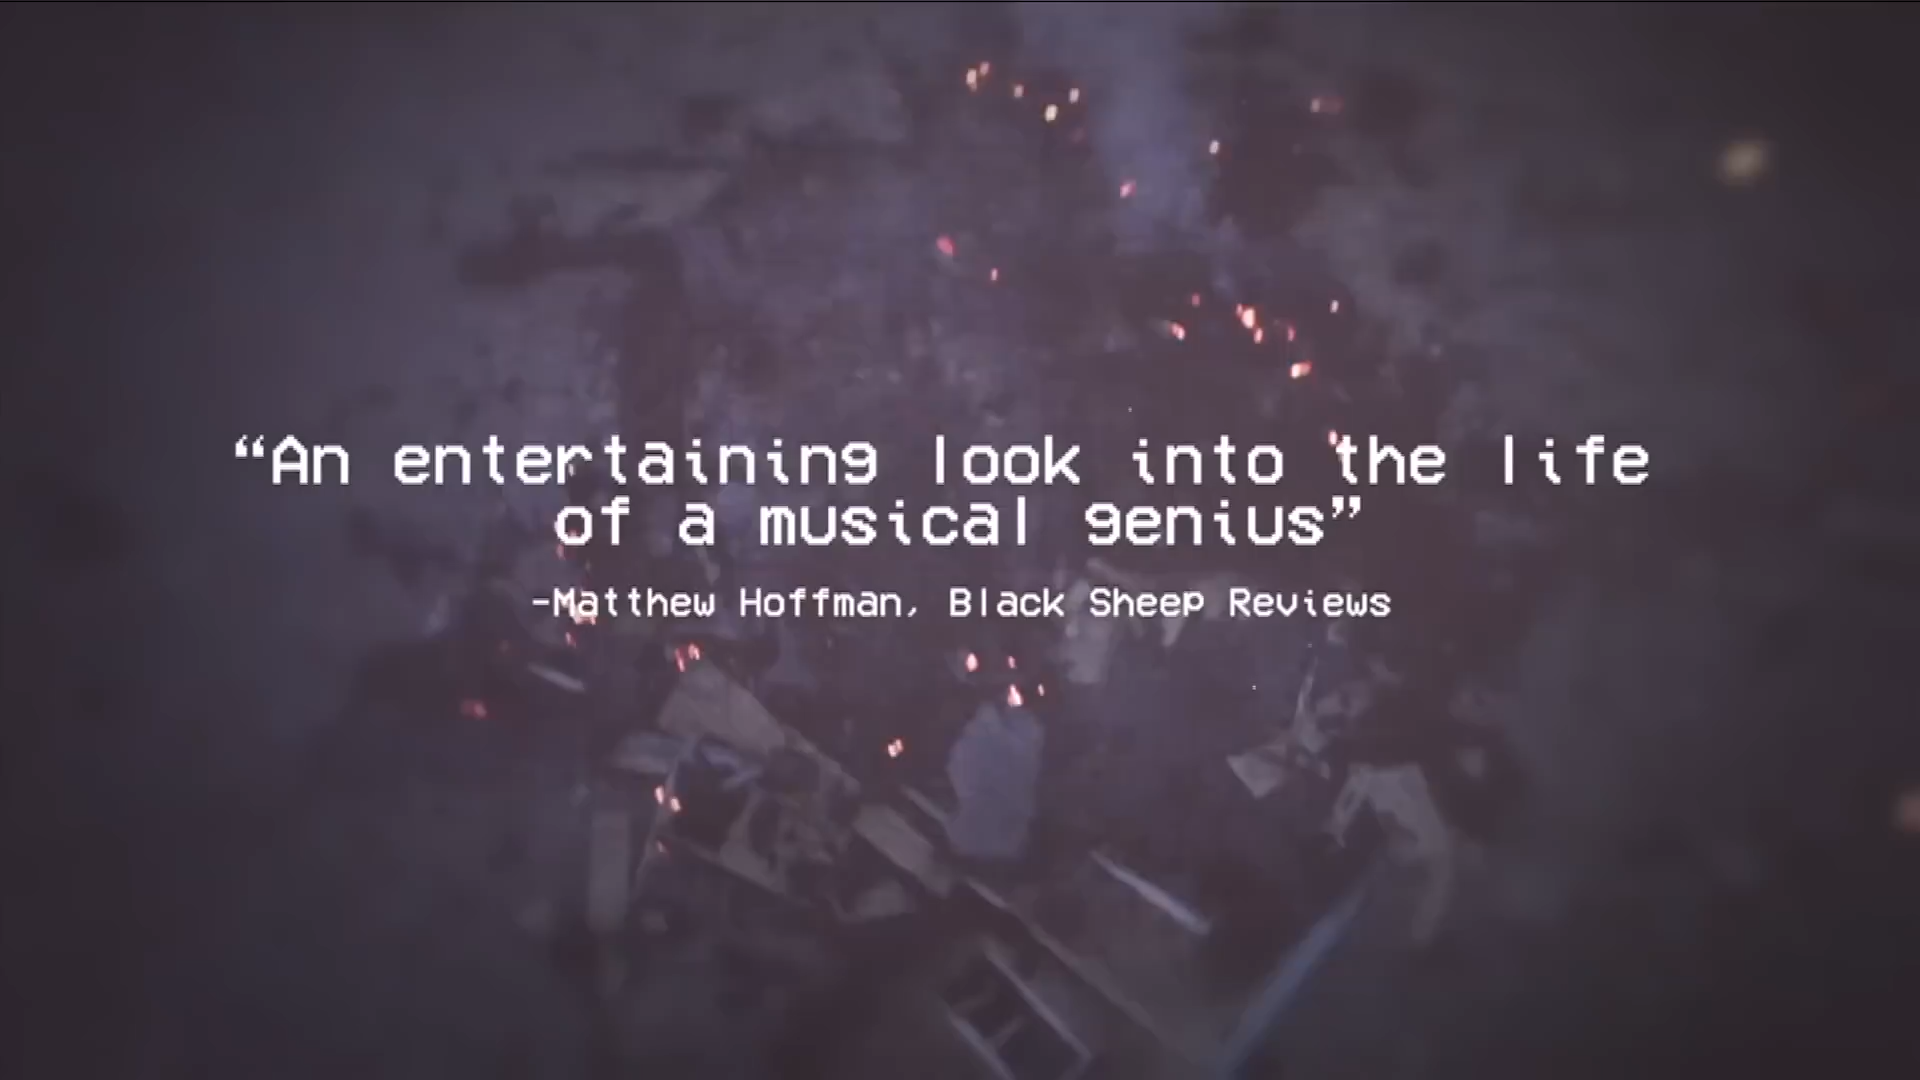 “An entertaining look into the life
of a musical genius”
-Matthew Hoffman, Black Sheep Reviews